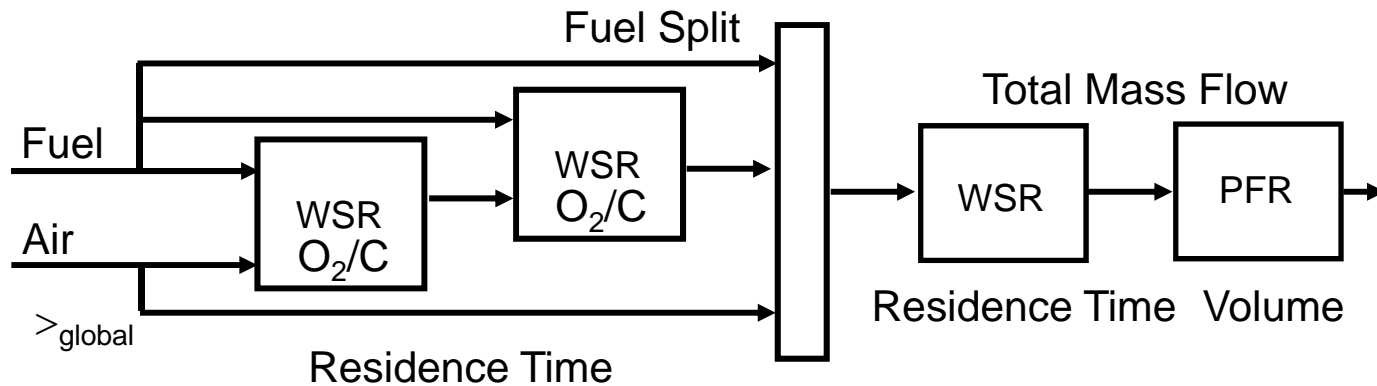 Fuel Split
Total Mass Flow
Fuel
WSR
O₂/C
WSR
O₂/C
WSR
PFR
Air
>global
Residence Time
Volume
Residence Time